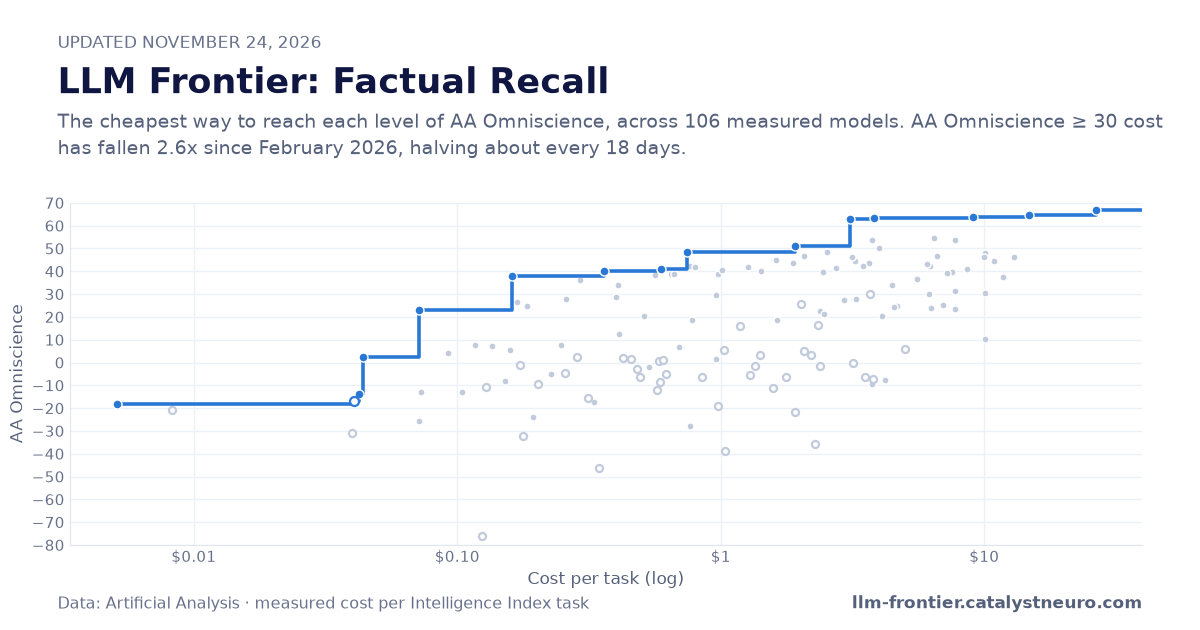 UPDATED NOVEMBER 24, 2026
LLM Frontier: Factual Recall
The cheapest way to reach each level of AA Omniscience, across 106 measured models. AA Omniscience ≥ 30 cost
has fallen 2.6x since February 2026, halving about every 18 days.
AA Omniscience
70
60
50
40
30
20
10
0
−10
−20
−30
−40
−50
−60
−70
−80
$0.01
$0.10
$1
$10
Cost per task (log)
Data: Artificial Analysis · measured cost per Intelligence Index task
llm-frontier.catalystneuro.com